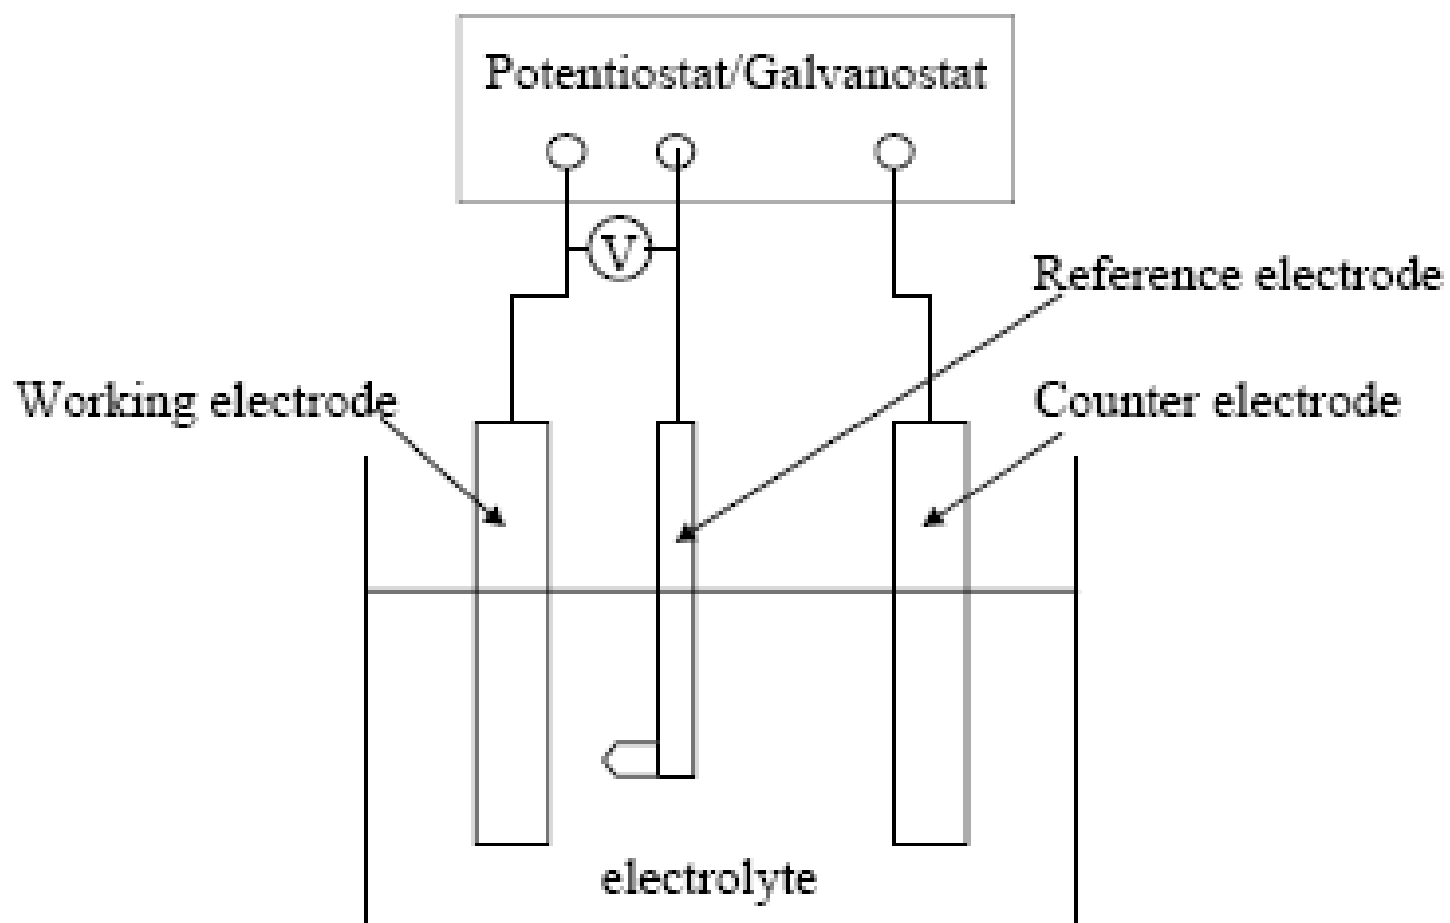 Potentiostat/Galvanostat
V
Reference electrode
Working electrode
Counter electrode
electrolyte